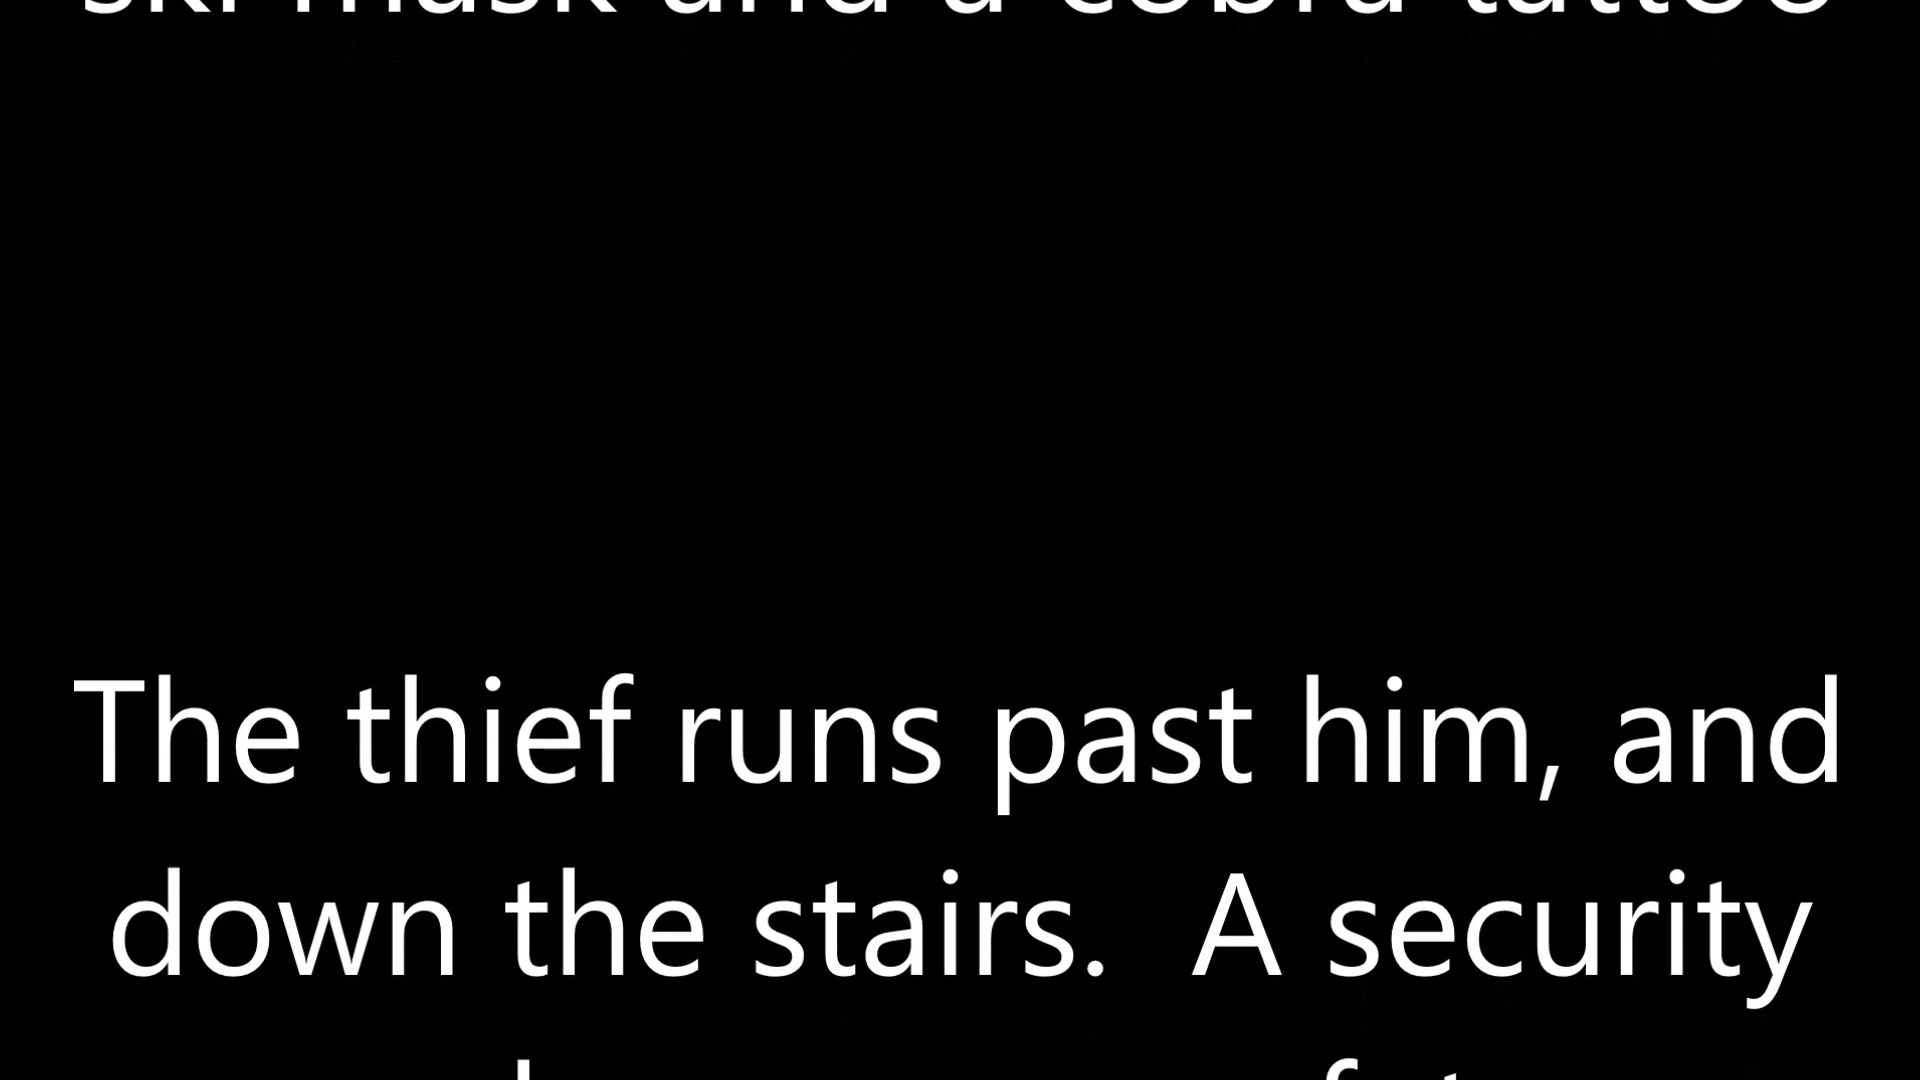 ski mask and a cobra tattoo
The thief runs past him, and
down the stairs.  A security